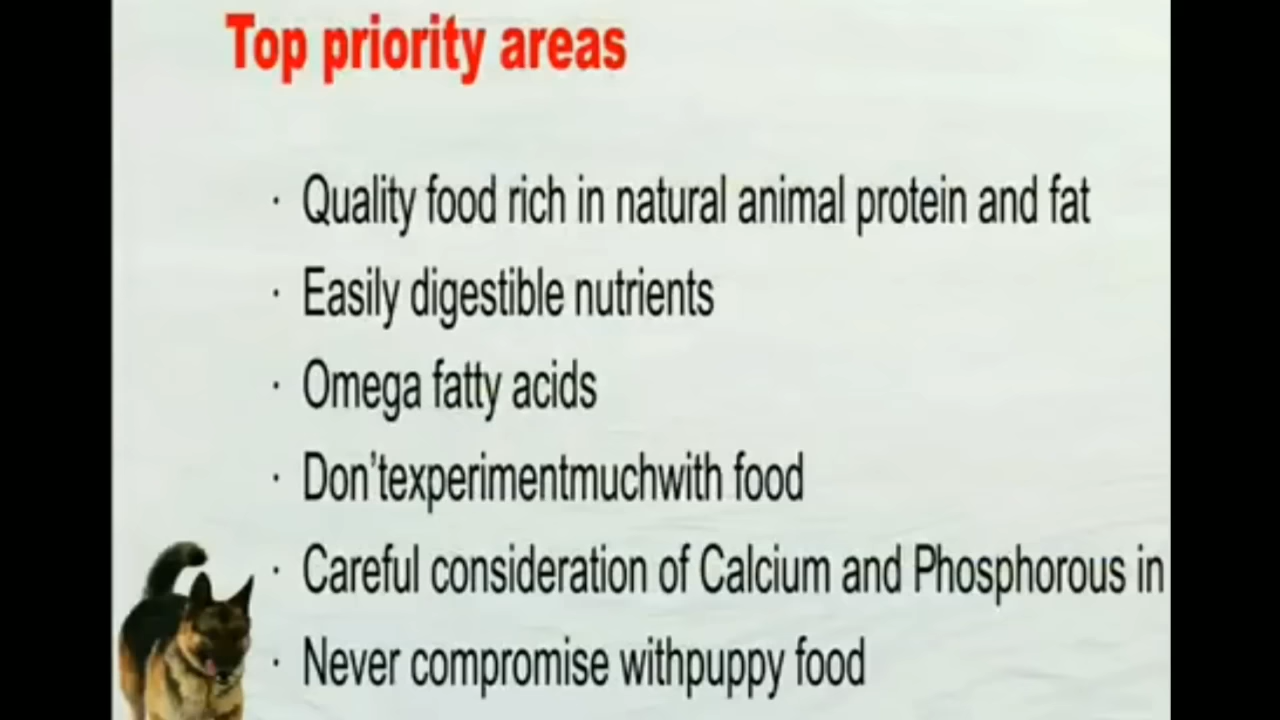 Top priority areas
· Quality food rich in natural animal protein and fat
· Easily digestible nutrients
· Omega fatty acids
· Don'texperimentmuchwith food
· Careful consideration of Calcium and Phosphorous in
· Never compromise withpuppy food